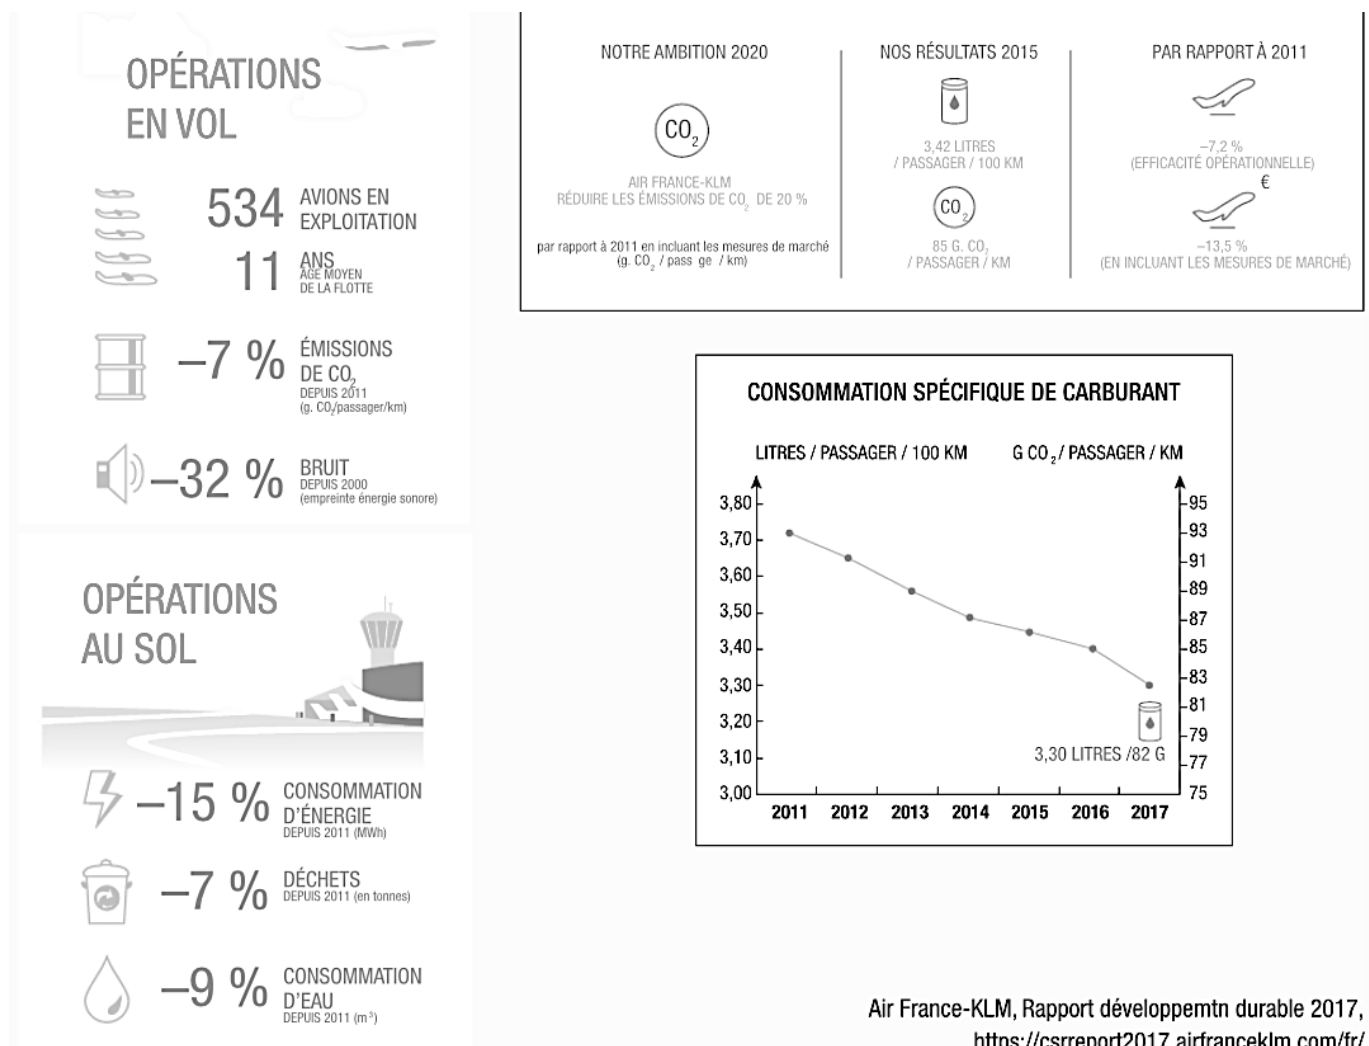 OPÉRATIONS
EN VOL
534 AVIONS EN
EXPLOITATION
11 ANS
ÂGE MOYEN
DE LA FLOTTE
–7 % ÉMISSIONS
DE CO2
DEPUIS 2011
(g. CO2/passager/km)
–32 % BRUIT
DEPUIS 2000
(empreinte énergie sonore)
OPÉRATIONS
AU SOL
–15 % CONSOMMATION
D'ÉNERGIE
DEPUIS 2011 (MWh)
–7 % DÉCHETS
DEPUIS 2011 (en tonnes)
–9 % CONSOMMATION
D'EAU
DEPUIS 2011 (m³)
NOTRE AMBITION 2020
CO2
AIR FRANCE-KLM
RÉDUIRE LES ÉMISSIONS DE CO2 DE 20 %
par rapport à 2011 en incluant les mesures de marché
(g. CO2 / pass ge / km)
NOS RÉSULTATS 2015
3,42 LITRES
/ PASSAGER / 100 KM
CO2
85 G. CO2
/ PASSAGER / KM
PAR RAPPORT À 2011
–7,2 %
(EFFICACITÉ OPÉRATIONNELLE)
€
–13,5 %
(EN INCLUANT LES MESURES DE MARCHÉ)
CONSOMMATION SPÉCIFIQUE DE CARBURANT
LITRES / PASSAGER / 100 KM G CO2 / PASSAGER / KM
3,80 95
3,70 93
91
3,60 89
3,50 87
3,40 85
3,30 83
81
3,20 79
3,10 77
3,00 75
3,30 LITRES /82 G
2011 2012 2013 2014 2015 2016 2017
Air France-KLM, Rapport développemtn durable 2017,
https://csrreport2017.airfranceklm.com/fr/